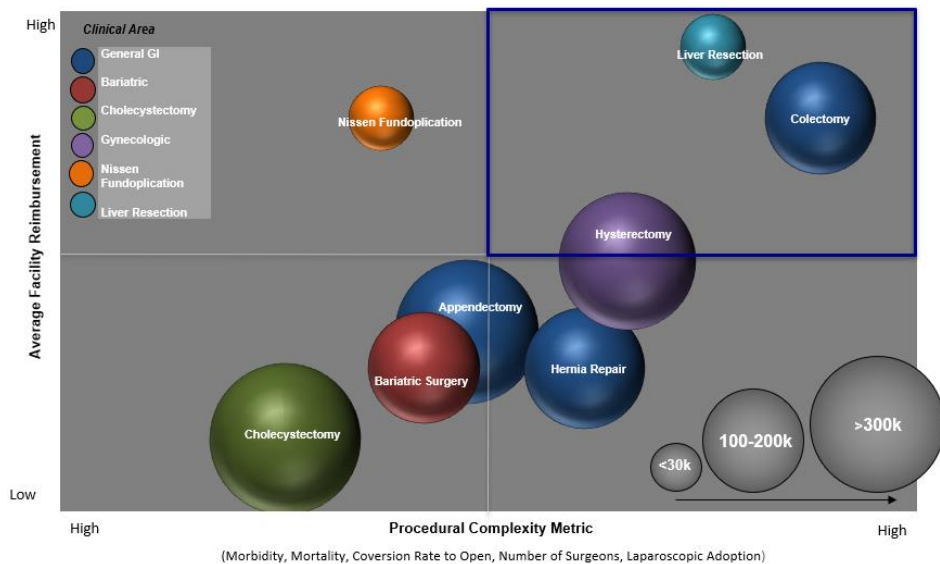 High
Clinical Area
General GI
Bariatric
Cholecystectomy
Gynecologic
Nissen
Fundoplication
Liver Resection
Average Facility Reimbursement
Liver Resection
Nissen Fundoplication
Colectomy
Hysterectomy
Appendectomy
Bariatric Surgery
Hernia Repair
Cholecystectomy
<30k
100-200k
>300k
Low
High
Procedural Complexity Metric
High
(Morbidity, Mortality, Coversion Rate to Open, Number of Surgeons, Laparoscopic Adoption)